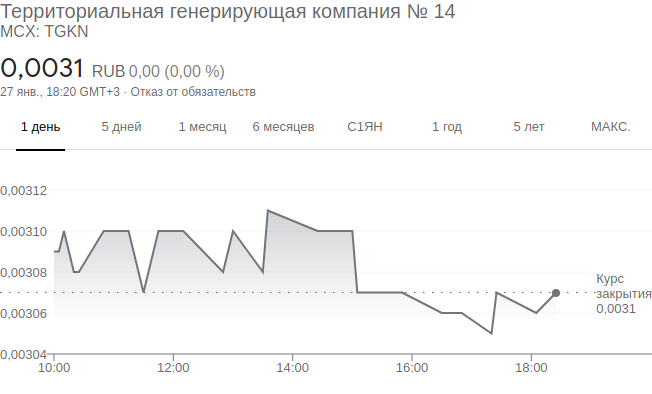 Территориальная генерирующая компания № 14
MCX: TGKN
0,0031 RUB 0,00 (0,00 %)
27 янв., 18:20 GMT+3 · Отказ от обязательств
1 день 5 дней 1 месяц 6 месяцев С1ЯН 1 год 5 лет МАКС.
0,00312
0,00310
0,00308
0,00306
0,00304
Курс
закрытия
0,0031
10:00 12:00 14:00 16:00 18:00